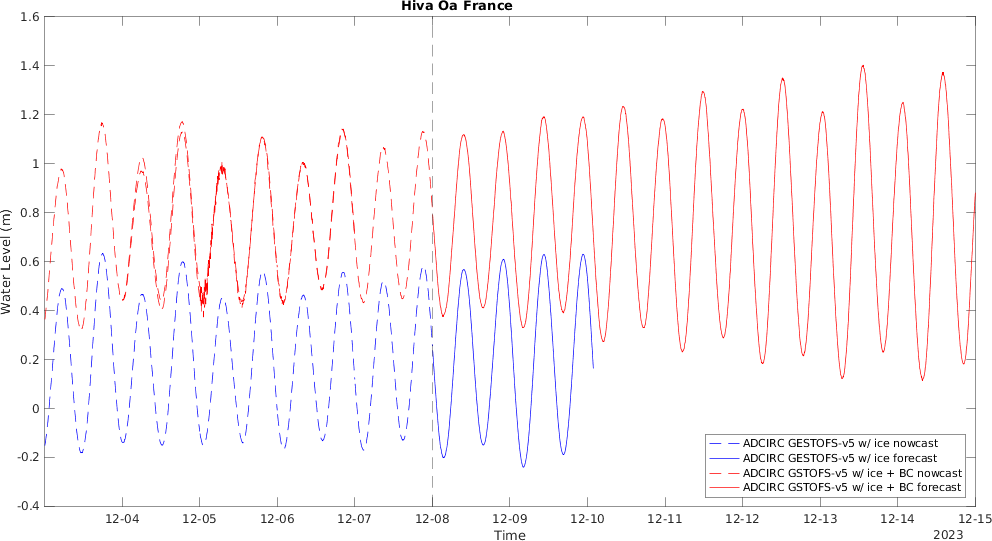 Hiva Oa France
1.6
1.4
1.2
1
0.8
0.6
0.4
0.2
0
-0.2
-0.4
Water Level (m)
12-04 12-05 12-06 12-07 12-08 12-09 12-10 12-11 12-12 12-13 12-14 12-15
Time
2023
ADCIRC GESTOFS-v5 w/ ice nowcast
ADCIRC GESTOFS-v5 w/ ice forecast
ADCIRC GSTOFS-v5 w/ ice + BC nowcast
ADCIRC GSTOFS-v5 w/ ice + BC forecast